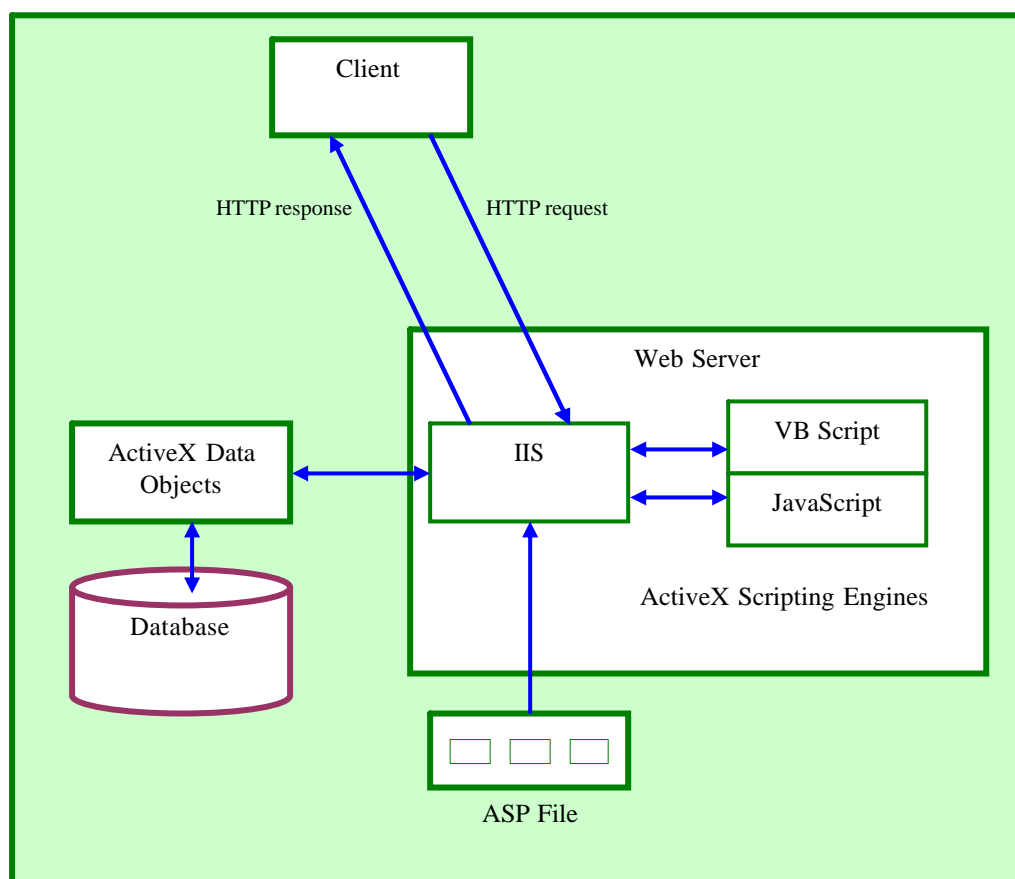 Client
HTTP response
HTTP request
Web Server
ActiveX Data
Objects
IIS
VB Script
JavaScript
ActiveX Scripting Engines
Database
ASP File